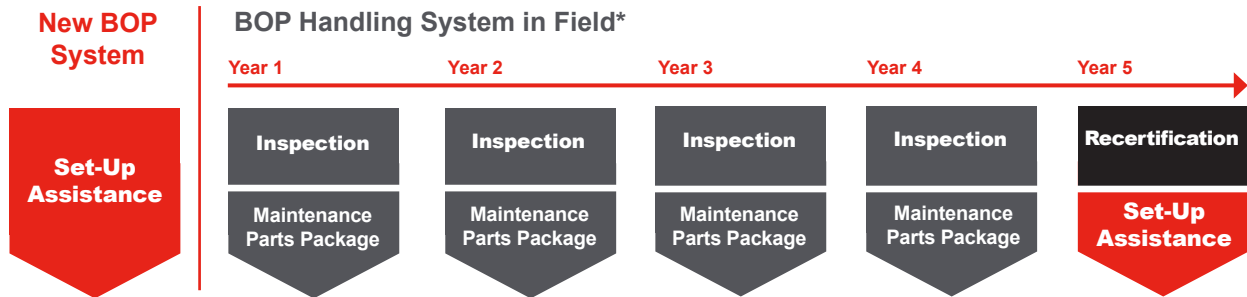 New BOP
System
BOP Handling System in Field*
Year 1
Year 2
Year 3
Year 4
Year 5
Set-Up
Assistance
Inspection
Inspection
Inspection
Inspection
Recertification
Maintenance
Parts Package
Maintenance
Parts Package
Maintenance
Parts Package
Maintenance
Parts Package
Set-Up
Assistance